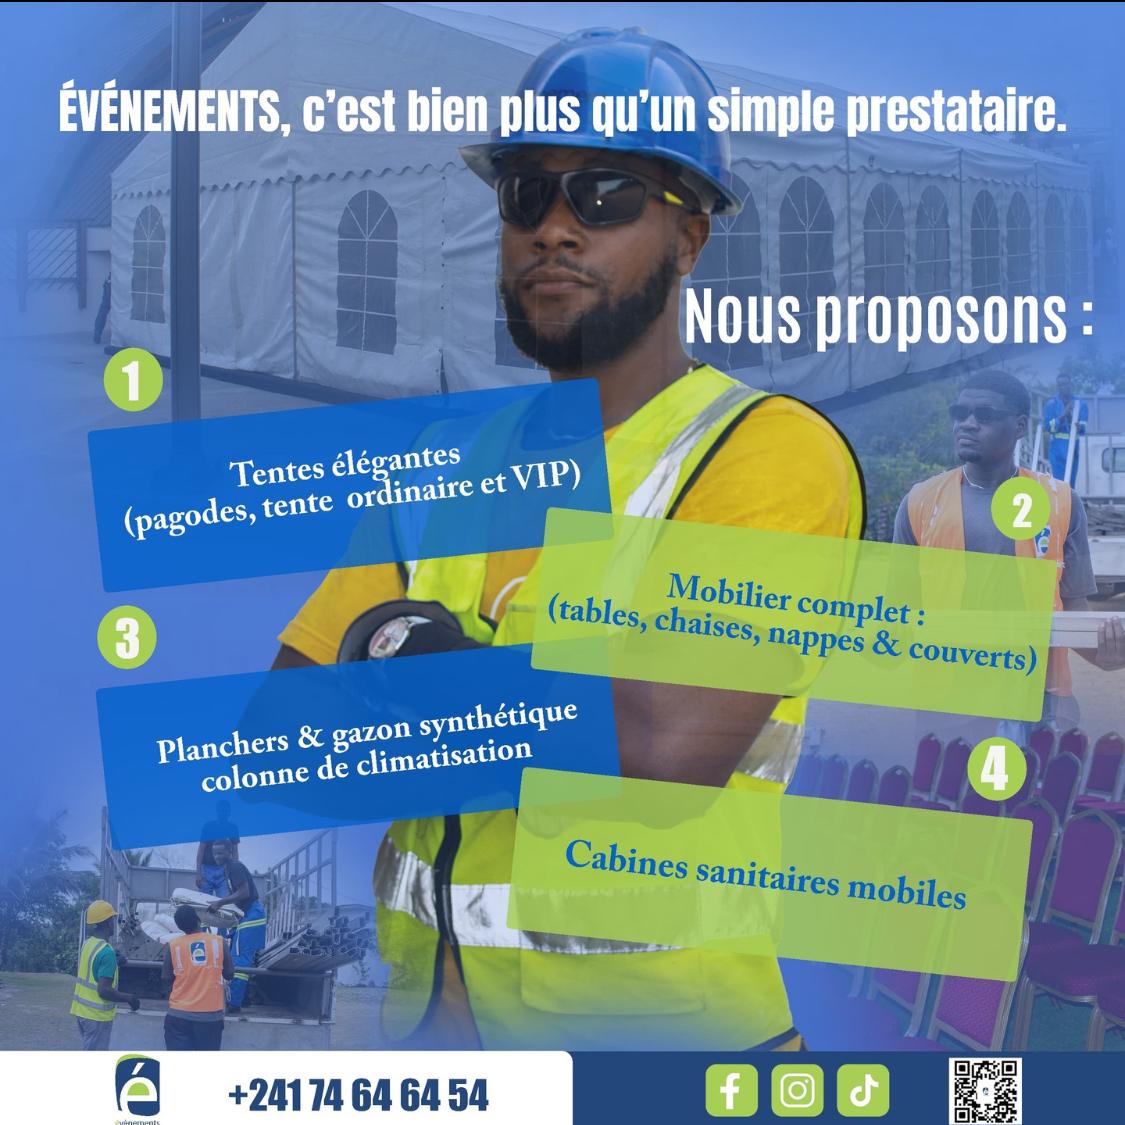 ÉVÉNEMENTS, c’est bien plus qu’un simple prestataire.
Nous proposons :
1
Tentes élégantes
(pagodes, tente ordinaire et VIP)
2
Mobilier complet :
(tables, chaises, nappes & couverts)
3
Planchers & gazon synthétique
colonne de climatisation
4
Cabines sanitaires mobiles
é
évènements
+241 74 64 64 54